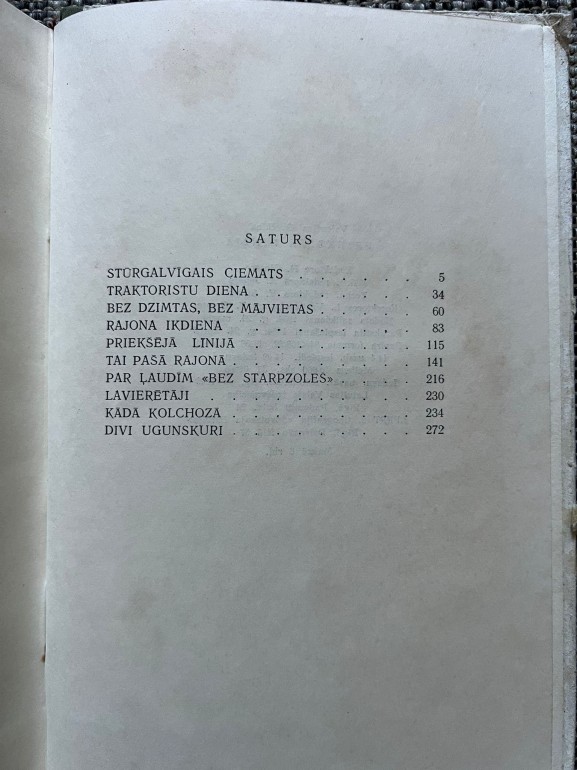 SATURS
STŪRGALVĪGAIS CIEMATS . . . . . . 5
TRAKTORISTU DIENA . . . . . . . . 34
BEZ DZIMTAS, BEZ MĀJVIETAS . . . . . 60
RAJONA IKDIENA . . . . . . . . 83
PRIEKŠĒJĀ LĪNIJĀ . . . . . . . . 115
TAI PAŠĀ RAJONĀ . . . . . . . . 141
PAR ĻAUDĪM «BEZ STARPZOLES» . . . . 216
LAVIERĒTĀJI . . . . . . . . . 230
KĀDĀ KOLCHOZĀ . . . . . . . . 234
DIVI UGUNSKURI . . . . . . . . 272